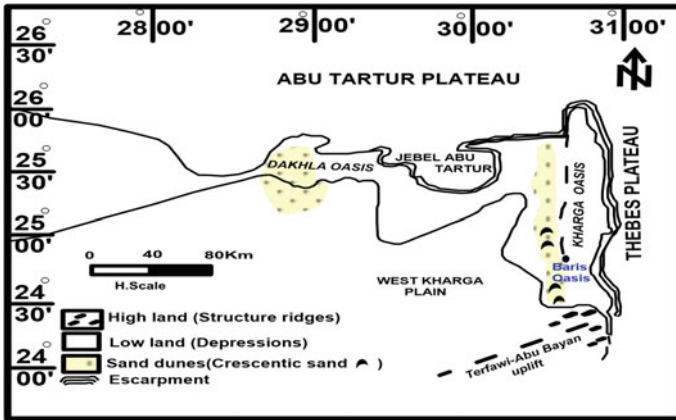 28°00' 29°00' 30°00' 31°00'
26°30'
26°00'
25°30'
25°00'
24°30'
24°00'
N
ABU TARTUR PLATEAU
DAKHLA OASIS
JEBEL ABU
TARTUR
KHARGA OASIS
THEBES PLATEAU
Baris
Oasis
WEST KHARGA
PLAIN
0 40 80Km
H.Scale
High land (Structure ridges)
Low land (Depressions)
Sand dunes(Crescentic sand )
Escarpment
Terfawi-Abu Bayan
uplift